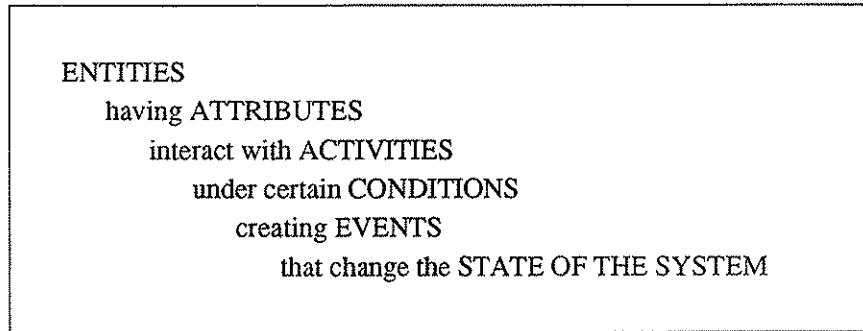 ENTITIES
having ATTRIBUTES
interact with ACTIVITIES
under certain CONDITIONS
creating EVENTS
that change the STATE OF THE SYSTEM